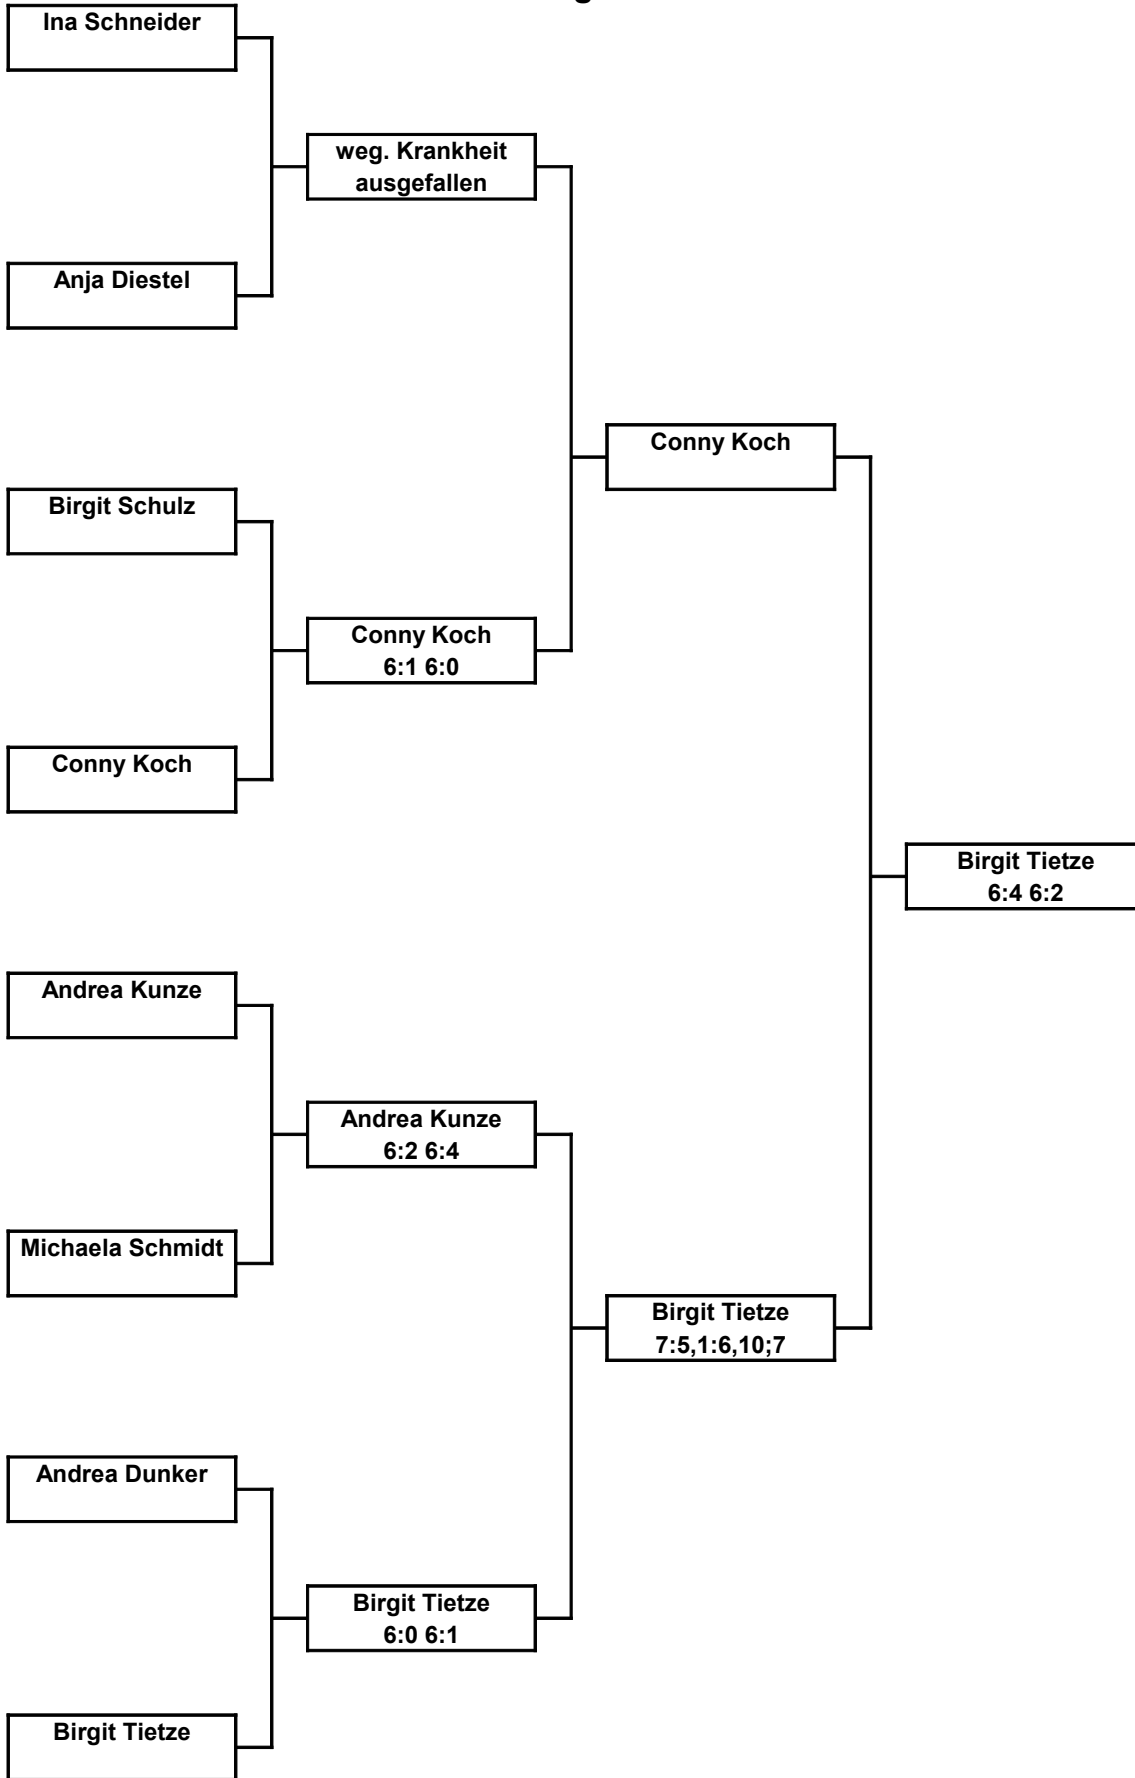 Ina Schneider
weg. Krankheit
ausgefallen
Anja Diestel
Conny Koch
Birgit Schulz
Conny Koch
6:1 6:0
Conny Koch
Birgit Tietze
6:4 6:2
Andrea Kunze
Andrea Kunze
6:2 6:4
Michaela Schmidt
Birgit Tietze
7:5,1:6,10;7
Andrea Dunker
Birgit Tietze
6:0 6:1
Birgit Tietze